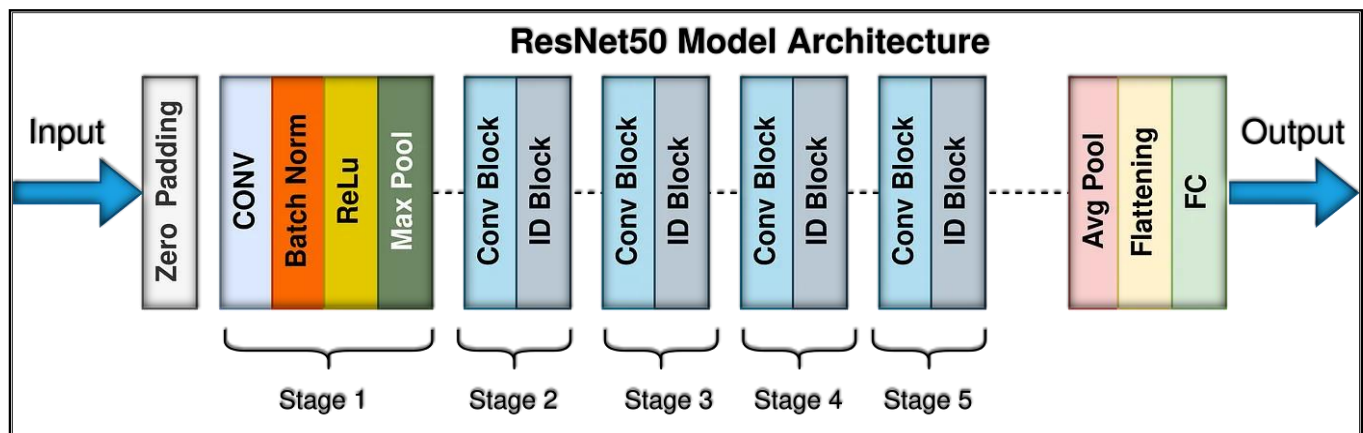 ResNet50 Model Architecture
Input
Zero Padding
CONV
Batch Norm
ReLu
Max Pool
Conv Block
ID Block
Conv Block
ID Block
Conv Block
ID Block
Conv Block
ID Block
Avg Pool
Flattening
FC
Output
Stage 1
Stage 2
Stage 3
Stage 4
Stage 5